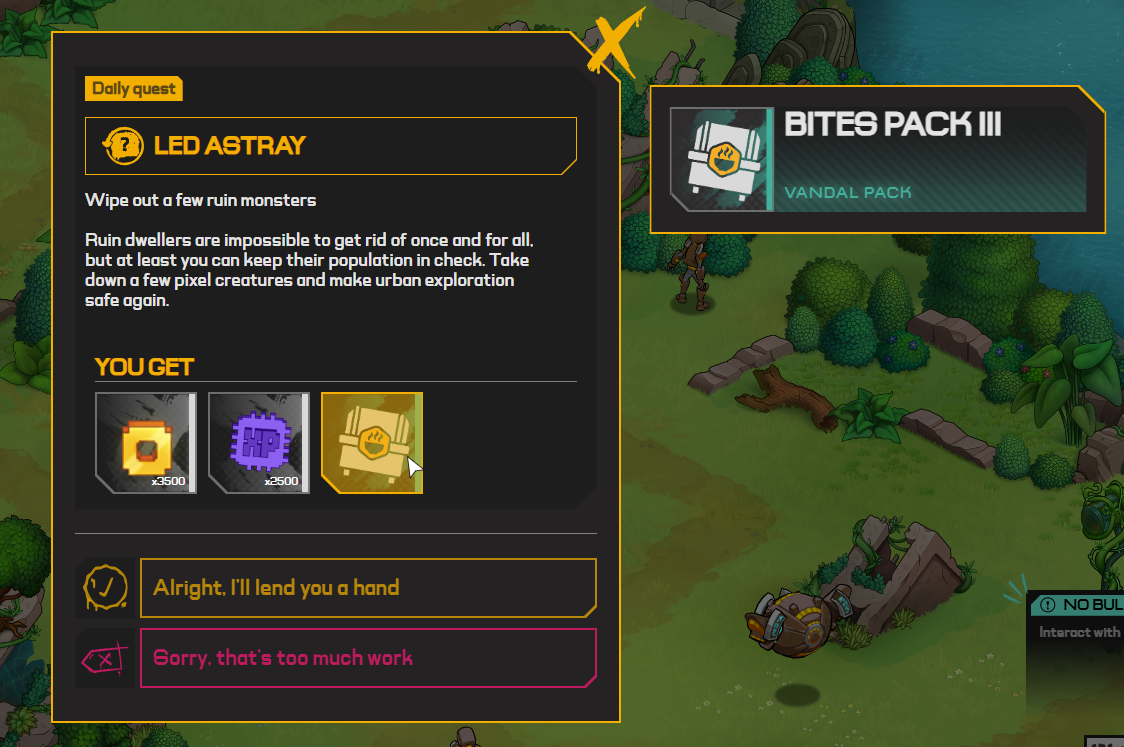 Daily quest
LED ASTRAY
BITES PACK III
VANDAL PACK
Wipe out a few ruin monsters
Ruin dwellers are impossible to get rid of once and for all,
but at least you can keep their population in check. Take
down a few pixel creatures and make urban exploration
safe again.
YOU GET
XP
x3500
x2500
Alright, I'll lend you a hand
Sorry, that's too much work
NO BUL
Interact with